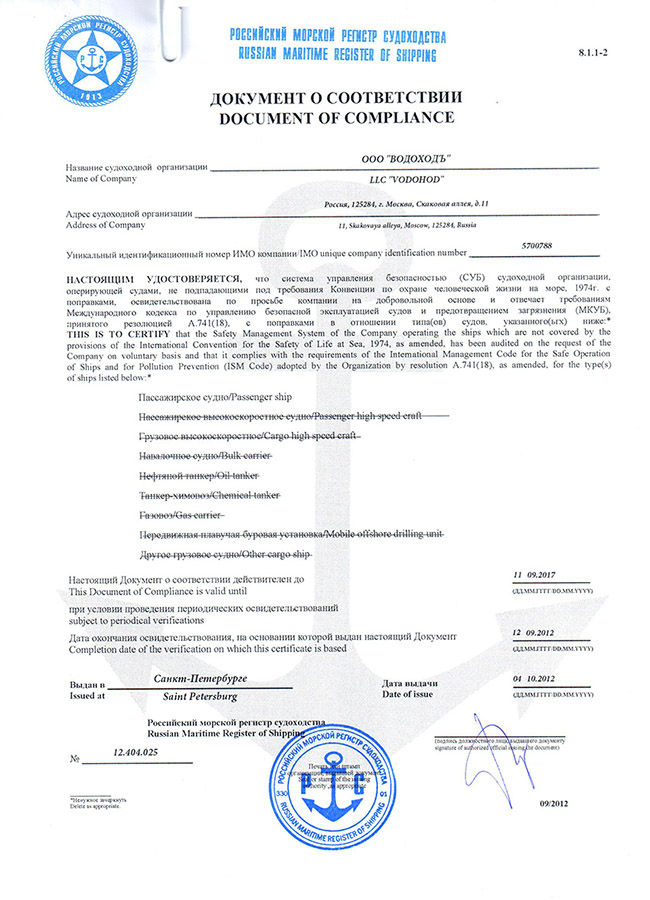 РОССИЙСКИЙ МОРСКОЙ РЕГИСТР СУДОХОДСТВА
РС
1913
РОССИЙСКИЙ МОРСКОЙ РЕГИСТР СУДОХОДСТВА
RUSSIAN MARITIME REGISTER OF SHIPPING
8.1.1-2
ДОКУМЕНТ О СООТВЕТСТВИИ
DOCUMENT OF COMPLIANCE
ООО "ВОДОХОДЪ"
Название судоходной организации
Name of Company
LLC "VODOHOD"
Россия, 125284, г. Москва, Скаковая аллея, д.11
Адрес судоходной организации
Address of Company
11, Skakovaya alleya, Moscow, 125284, Russia
Уникальный идентификационный номер ИМО компании/IMO unique company identification number 5700788
НАСТОЯЩИМ УДОСТОВЕРЯЕТСЯ, что система управления безопасностью (СУБ) судоходной организации,
оперирующей судами, не подпадающими под требования Конвенции по охране человеческой жизни на море, 1974г. с
поправками, освидетельствована по просьбе компании на добровольной основе и отвечает требованиям
Международного кодекса по управлению безопасной эксплуатацией судов и предотвращением загрязнения (МКУБ),
принятого резолюцией А.741(18), с поправками в отношении типа(ов) судов, указанного(ых) ниже:*
THIS IS TO CERTIFY that the Safety Management System of the Company operating the ships which are not covered by the
provisions of the International Convention for the Safety of Life at Sea, 1974, as amended, has been audited on the request of the
Company on voluntary basis and that it complies with the requirements of the International Management Code for the Safe Operation
of Ships and for Pollution Prevention (ISM Code) adopted by the Organization by resolution A.741(18), as amended, for the type(s)
of ships listed below:*
Пассажирское судно/Passenger ship
Пассажирское высокоскоростное судно/Passenger high speed craft
Грузовое высокоскоростное/Cargo high speed craft
Навалочное судно/Bulk carrier
Нефтяной танкер/Oil tanker
Танкер-химовоз/Chemical tanker
Газовоз/Gas carrier
Передвижная плавучая буровая установка/Mobile offshore drilling unit
Другое грузовое судно/Other cargo ship
Настоящий Документ о соответствии действителен до 11 09.2017
This Document of Compliance is valid until (ДД.ММ.ГГГГ/DD.MM.YYYY)
при условии проведения периодических освидетельствований
subject to periodical verifications
Дата окончания освидетельствования, на основании которой выдан настоящий Документ 12 09.2012
Completion date of the verification on which this certificate is based (ДД.ММ.ГГГГ/DD.MM.YYYY)
Выдан в Санкт-Петербурге Дата выдачи 04 10.2012
Issued at Saint Petersburg Date of issue (ДД.ММ.ГГГГ/DD.MM.YYYY)
Российский морской регистр судоходства
Russian Maritime Register of Shipping
(подпись должностного лица, выдавшего документ)
signature of authorized official issuing the document)
№ 12.404.025
РОССИЙСКИЙ МОРСКОЙ РЕГИСТР СУДОХОДСТВА
РС
330 01
RUSSIAN MARITIME REGISTER OF SHIPPING
*Ненужное зачеркнуть
Delete as appropriate.
09/2012